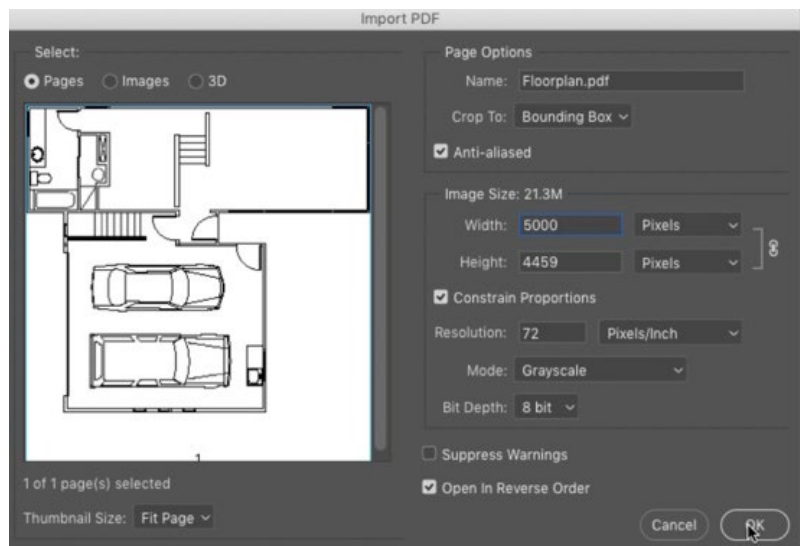 Import PDF
Select:
Pages Images 3D
1
1 of 1 page(s) selected
Thumbnail Size: Fit Page
Page Options
Name: Floorplan.pdf
Crop To: Bounding Box
Anti-aliased
Image Size: 21.3M
Width: 5000 Pixels
Height: 4459 Pixels
Constrain Proportions
Resolution: 72 Pixels/Inch
Mode: Grayscale
Bit Depth: 8 bit
Suppress Warnings
Open In Reverse Order
Cancel OK